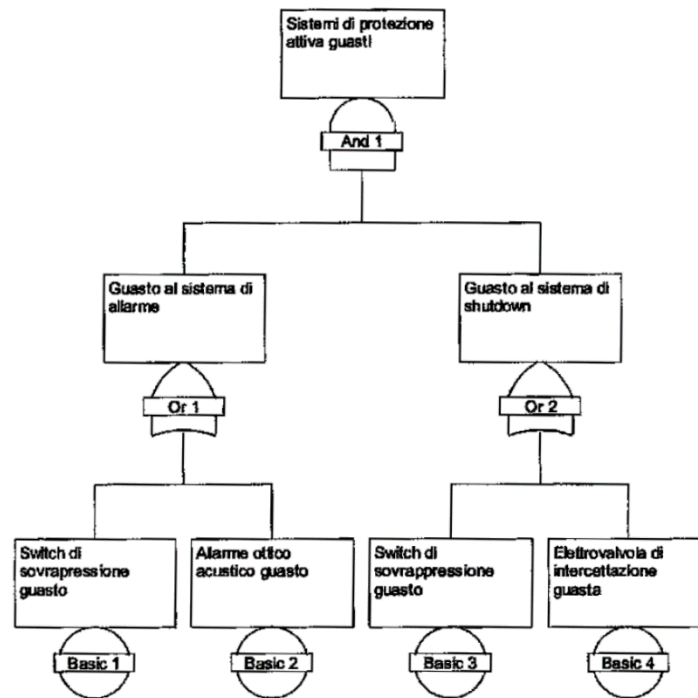 Sistemi di protezione
attiva guasti
And 1
Guasto al sistema di
allarme
Guasto al sistema di
shutdown
Or 1
Or 2
Switch di
sovrapressione
guasto
Allarme ottico
acustico guasto
Switch di
sovrappressione
guasto
Elettrovalvola di
intercettazione
guasta
Basic 1
Basic 2
Basic 3
Basic 4